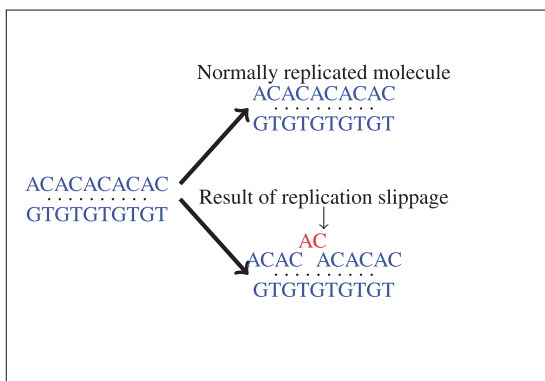 Normally replicated molecule
ACACACACAC
. . . . . . . . . .
GTGTGTGTGT
ACACACACAC
. . . . . . . . . .
GTGTGTGTGT
Result of replication slippage
AC
ACAC ACACAC
. . . . . . . . . .
GTGTGTGTGT